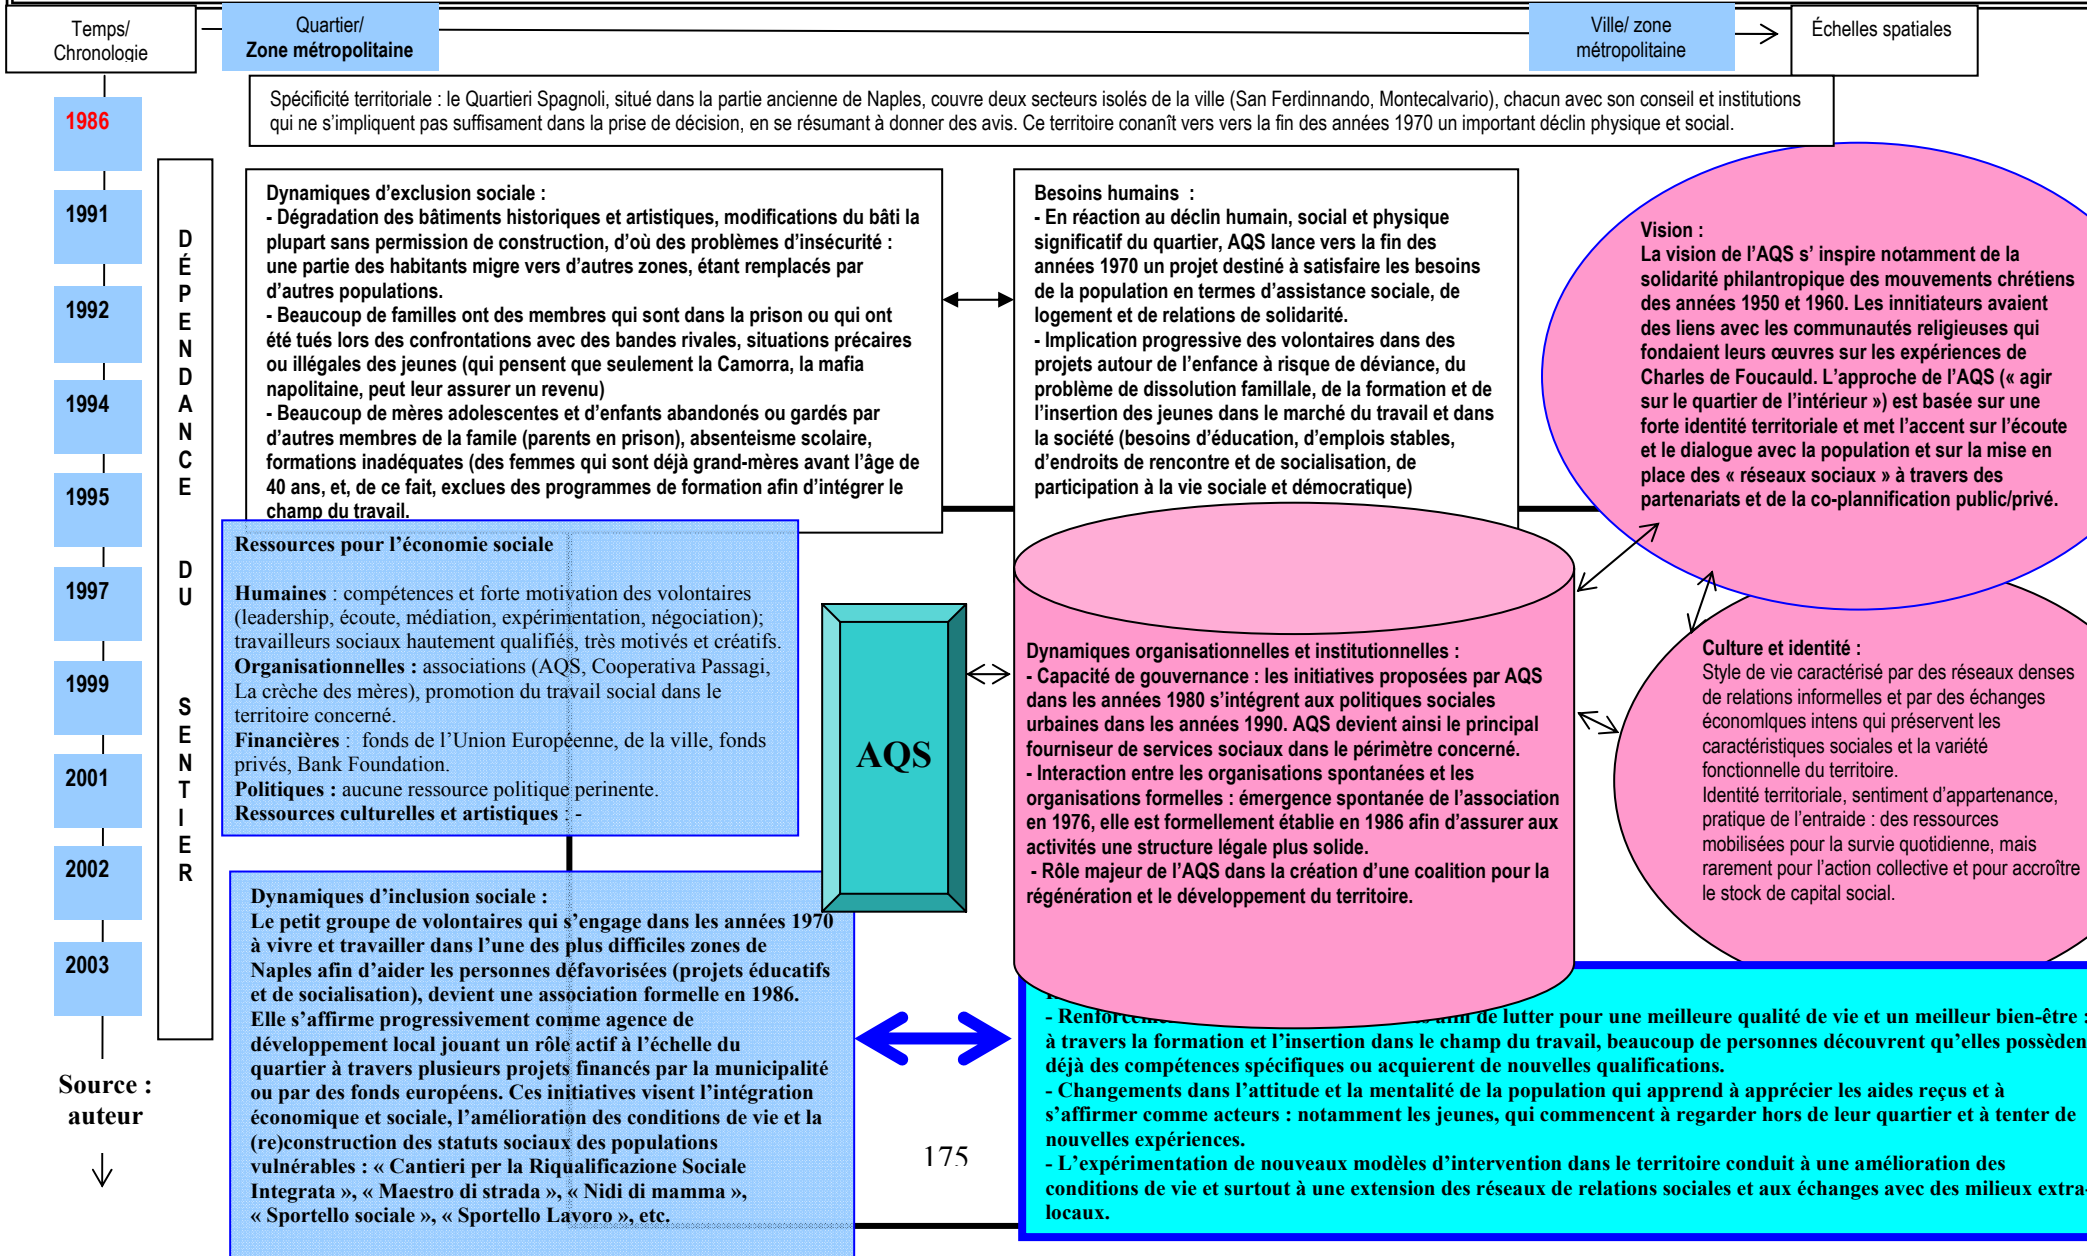 Temps/
Chronologie
Quartier/
Zone métropolitaine
Ville/ zone
métropolitaine
Échelles spatiales
Spécificité territoriale : le Quartieri Spagnoli, situé dans la partie ancienne de Naples, couvre deux secteurs isolés de la ville (San Ferdinnando, Montecalvario), chacun avec son conseil et institutions
qui ne s'impliquent pas suffisament dans la prise de décision, en se résumant à donner des avis. Ce territoire conanît vers vers la fin des années 1970 un important déclin physique et social.
1986
1991
1992
1994
1995
1997
1999
2001
2002
2003
Source :
auteur
D
É
P
E
N
D
A
N
C
E
D
U
S
E
N
T
I
E
R
Dynamiques d'exclusion sociale :
- Dégradation des bâtiments historiques et artistiques, modifications du bâti la
plupart sans permission de construction, d'où des problèmes d'insécurité :
une partie des habitants migre vers d'autres zones, étant remplacés par
d'autres populations.
- Beaucoup de familles ont des membres qui sont dans la prison ou qui ont
été tués lors des confrontations avec des bandes rivales, situations précaires
ou illégales des jeunes (qui pensent que seulement la Camorra, la mafia
napolitaine, peut leur assurer un revenu)
- Beaucoup de mères adolescentes et d'enfants abandonés ou gardés par
d'autres membres de la famile (parents en prison), absenteisme scolaire,
formations inadéquates (des femmes qui sont déjà grand-mères avant l'âge de
40 ans, et, de ce fait, exclues des programmes de formation afin d'intégrer le
champ du travail.
Besoins humains :
- En réaction au déclin humain, social et physique
significatif du quartier, AQS lance vers la fin des
années 1970 un projet destiné à satisfaire les besoins
de la population en termes d'assistance sociale, de
logement et de relations de solidarité.
- Implication progressive des volontaires dans des
projets autour de l'enfance à risque de déviance, du
problème de dissolution famillale, de la formation et de
l'insertion des jeunes dans le marché du travail et dans
la société (besoins d'éducation, d'emplois stables,
d'endroits de rencontre et de socialisation, de
participation à la vie sociale et démocratique)
Vision :
La vision de l'AQS s' inspire notamment de la
solidarité philantropique des mouvements chrétiens
des années 1950 et 1960. Les innitiateurs avaient
des liens avec les communautés religieuses qui
fondaient leurs œuvres sur les expériences de
Charles de Foucauld. L'approche de l'AQS (« agir
sur le quartier de l'intérieur ») est basée sur une
forte identité territoriale et met l'accent sur l'écoute
et le dialogue avec la population et sur la mise en
place des « réseaux sociaux » à travers des
partenariats et de la co-plannification public/privé.
Ressources pour l'économie sociale
Humaines : compétences et forte motivation des volontaires
(leadership, écoute, médiation, expérimentation, négociation);
travailleurs sociaux hautement qualifiés, très motivés et créatifs.
Organisationnelles : associations (AQS, Cooperativa Passagi,
La crèche des mères), promotion du travail social dans le
territoire concerné.
Financières : fonds de l'Union Européenne, de la ville, fonds
privés, Bank Foundation.
Politiques : aucune ressource politique perinente.
Ressources culturelles et artistiques : -
AQS
Dynamiques organisationnelles et institutionnelles :
- Capacité de gouvernance : les initiatives proposées par AQS
dans les années 1980 s'intégrent aux politiques sociales
urbaines dans les années 1990. AQS devient ainsi le principal
fourniseur de services sociaux dans le périmètre concerné.
- Interaction entre les organisations spontanées et les
organisations formelles : émergence spontanée de l'association
en 1976, elle est formellement établie en 1986 afin d'assurer aux
activités une structure légale plus solide.
- Rôle majeur de l'AQS dans la création d'une coalition pour la
régénération et le développement du territoire.
Culture et identité :
Style de vie caractérisé par des réseaux denses
de relations informelles et par des échanges
économlques intens qui préservent les
caractéristiques sociales et la variété
fonctionnelle du territoire.
Identité territoriale, sentiment d'appartenance,
pratique de l'entraide : des ressources
mobilisées pour la survie quotidienne, mais
rarement pour l'action collective et pour accroître
le stock de capital social.
Dynamiques d'inclusion sociale :
Le petit groupe de volontaires qui s'engage dans les années 1970
à vivre et travailler dans l'une des plus difficiles zones de
Naples afin d'aider les personnes défavorisées (projets éducatifs
et de socialisation), devient une association formelle en 1986.
Elle s'affirme progressivement comme agence de
développement local jouant un rôle actif à l'échelle du
quartier à travers plusieurs projets financés par la municipalité
ou par des fonds européens. Ces initiatives visent l'intégration
économique et sociale, l'amélioration des conditions de vie et la
(re)construction des statuts sociaux des populations
vulnérables : « Cantieri per la Riqualificazione Sociale
Integrata », « Maestro di strada », « Nidi di mamma »,
« Sportello sociale », « Sportello Lavoro », etc.
175
- afin de lutter pour une meilleure qualité de vie et un meilleur bien-être :
à travers la formation et l'insertion dans le champ du travail, beaucoup de personnes découvrent qu'elles possèden
déjà des compétences spécifiques ou acquierent de nouvelles qualifications.
- Changements dans l'attitude et la mentalité de la population qui apprend à apprécier les aides reçus et à
s'affirmer comme acteurs : notamment les jeunes, qui commencent à regarder hors de leur quartier et à tenter de
nouvelles expériences.
- L'expérimentation de nouveaux modèles d'intervention dans le territoire conduit à une amélioration des
conditions de vie et surtout à une extension des réseaux de relations sociales et aux échanges avec des milieux extra-
locaux.